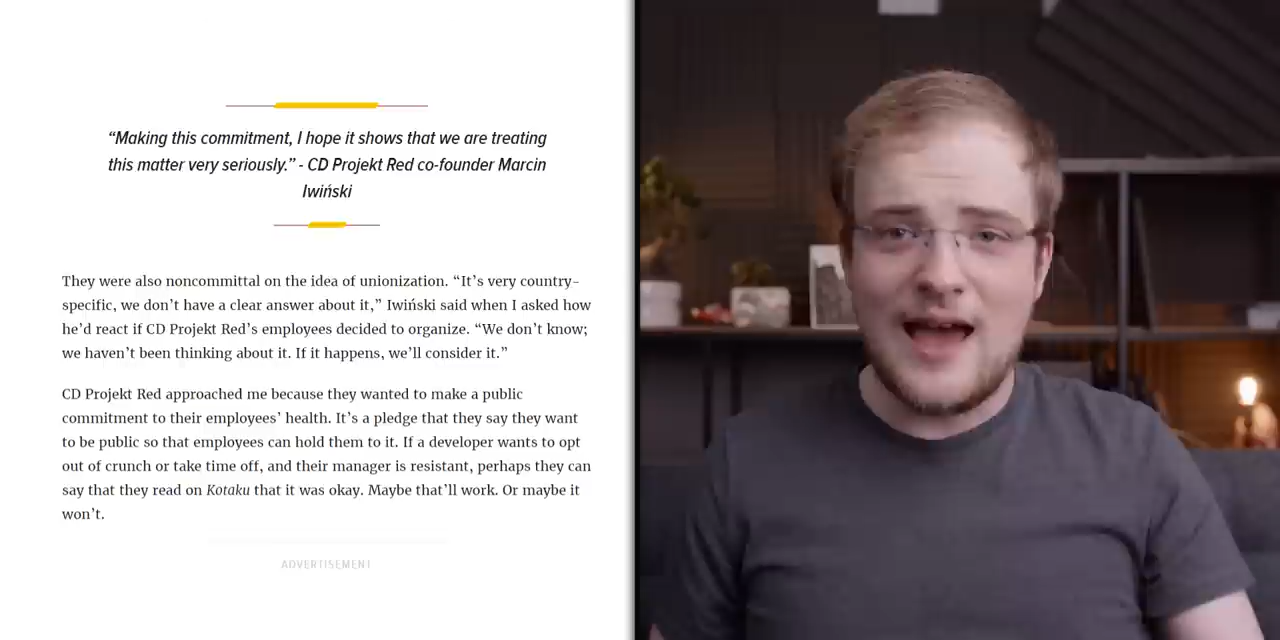 “Making this commitment, I hope it shows that we are treating
this matter very seriously.” - CD Projekt Red co-founder Marcin
Iwiński
They were also noncommittal on the idea of unionization. “It’s very country-
specific, we don’t have a clear answer about it,” Iwiński said when I asked how
he’d react if CD Projekt Red’s employees decided to organize. “We don’t know;
we haven’t been thinking about it. If it happens, we’ll consider it.”
CD Projekt Red approached me because they wanted to make a public
commitment to their employees’ health. It’s a pledge that they say they want
to be public so that employees can hold them to it. If a developer wants to opt
out of crunch or take time off, and their manager is resistant, perhaps they can
say that they read on Kotaku that it was okay. Maybe that’ll work. Or maybe it
won’t.
ADVERTISEMENT